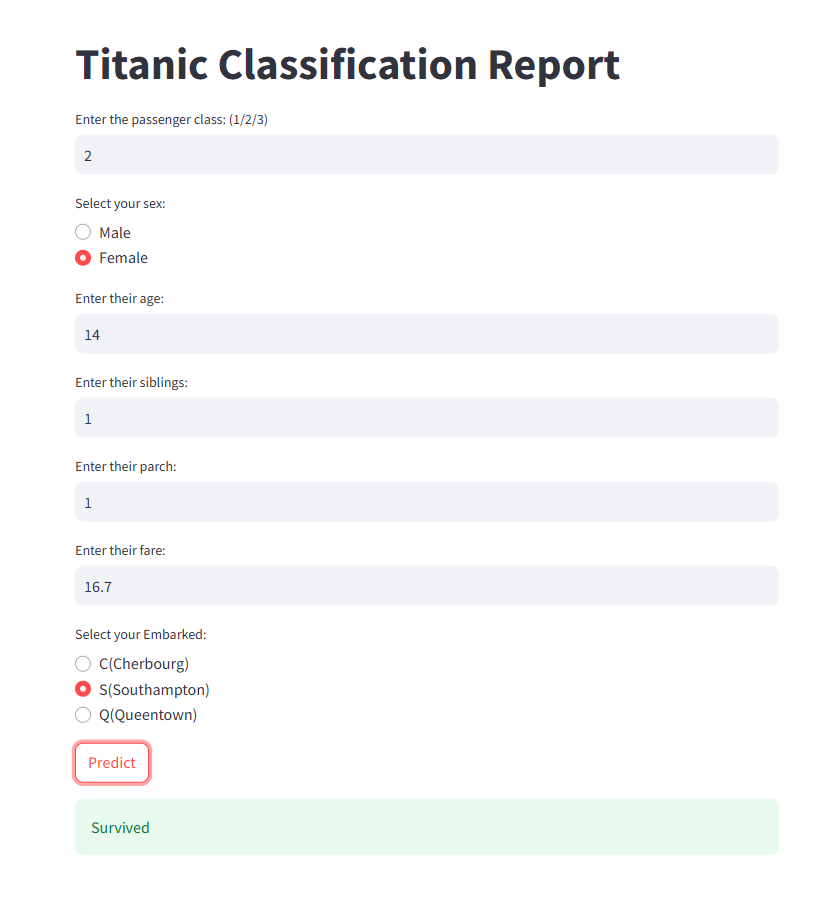 Titanic Classification Report
Enter the passenger class: (1/2/3)
2
Select your sex:
Male
Female
Enter their age:
14
Enter their siblings:
1
Enter their parch:
1
Enter their fare:
16.7
Select your Embarked:
C(Cherbourg)
S(Southampton)
Q(Queentown)
Predict
Survived